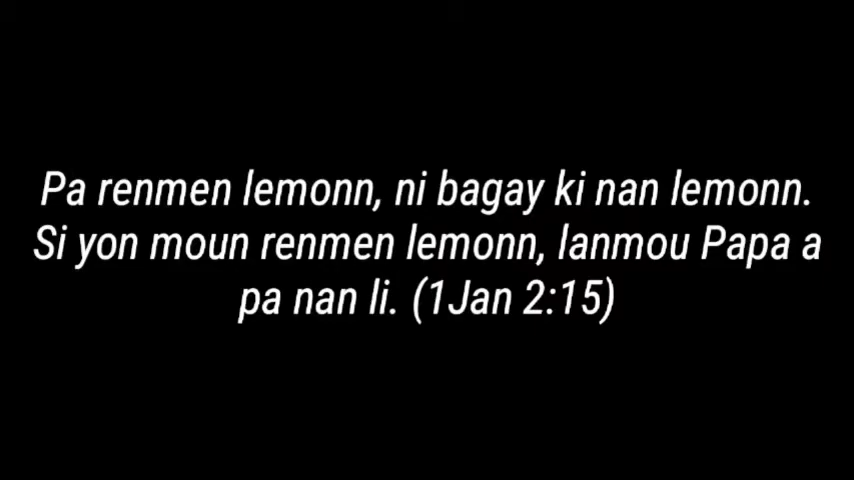 Pa renmen lemonn, ni bagay ki nan lemonn.
Si yon moun renmen lemonn, lanmou Papa a
pa nan li. (1Jan 2:15)